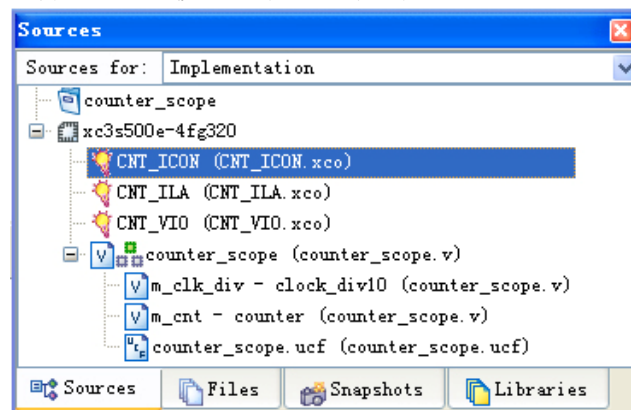 Sources
Sources for: Implementation
counter_scope
xc3s500e-4fg320
CNT_ICON (CNT_ICON.xco)
CNT_ILA (CNT_ILA.xco)
CNT_VIO (CNT_VIO.xco)
counter_scope (counter_scope.v)
m_clk_div - clock_div10 (counter_scope.v)
m_cnt - counter (counter_scope.v)
counter_scope.ucf (counter_scope.ucf)
Sources Files Snapshots Libraries